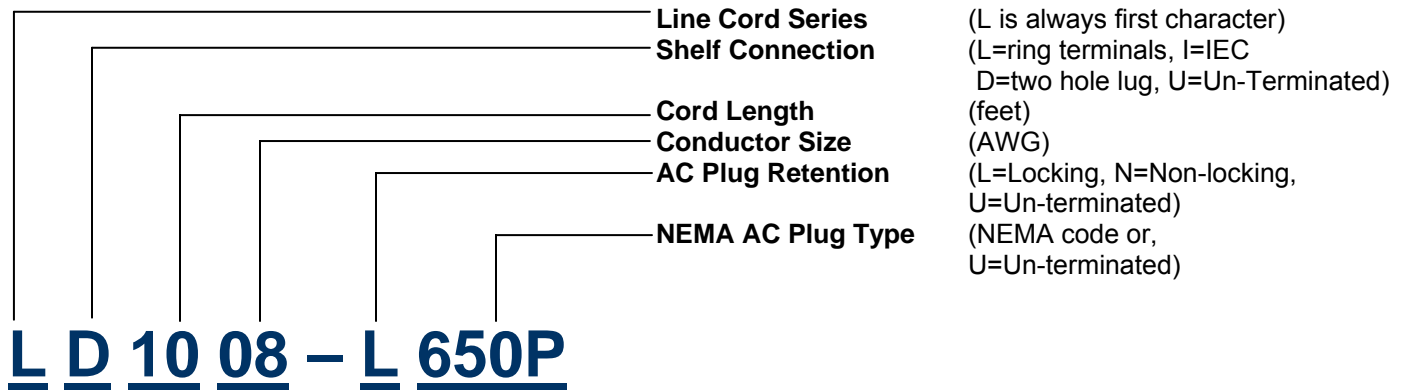 Line Cord Series (L is always first character)
Shelf Connection (L=ring terminals, I=IEC
D=two hole lug, U=Un-Terminated)
Cord Length (feet)
Conductor Size (AWG)
AC Plug Retention (L=Locking, N=Non-locking,
U=Un-terminated)
NEMA AC Plug Type (NEMA code or,
U=Un-terminated)
L D 10 08 – L 650P